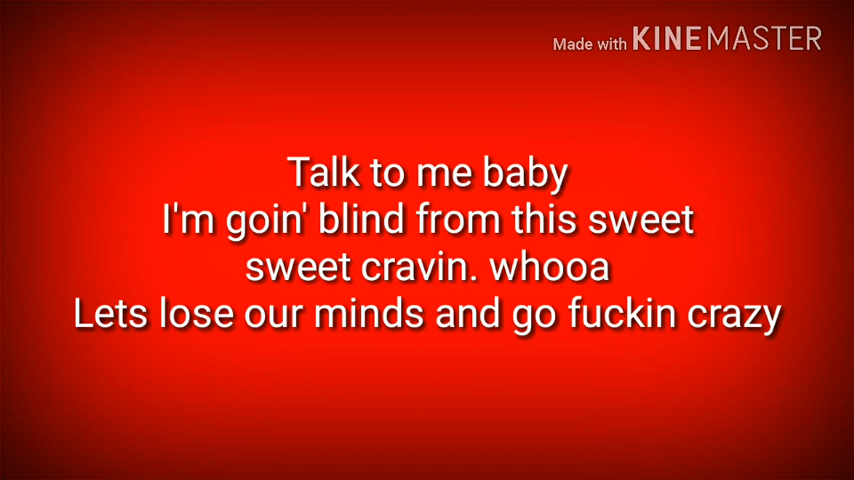 Made with KINEMASTER
Talk to me baby
I'm goin' blind from this sweet
sweet cravin. whooa
Lets lose our minds and go fuckin crazy